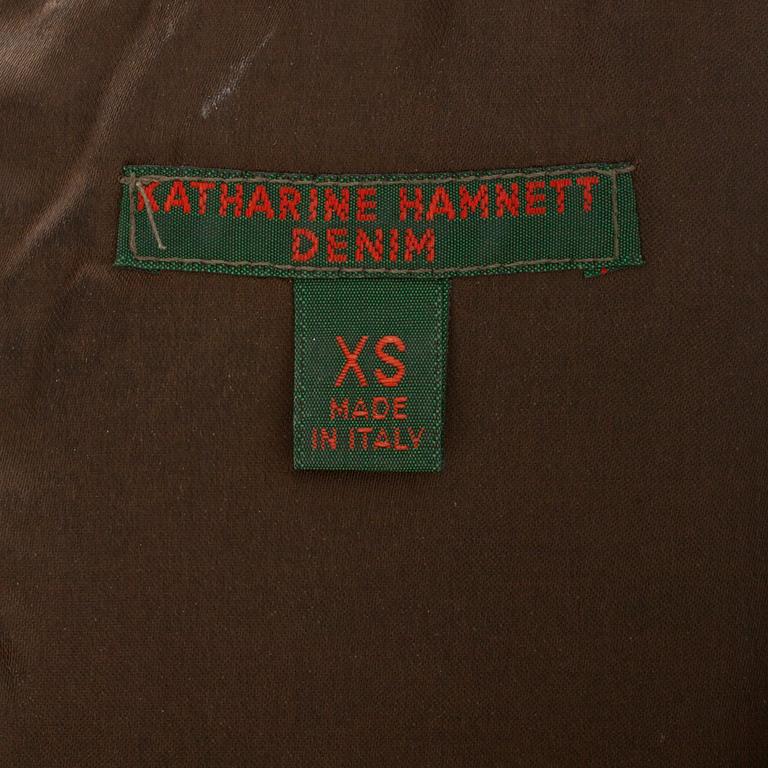 KATHARINE HAMNETT
DENIM
XS
MADE
IN ITALY